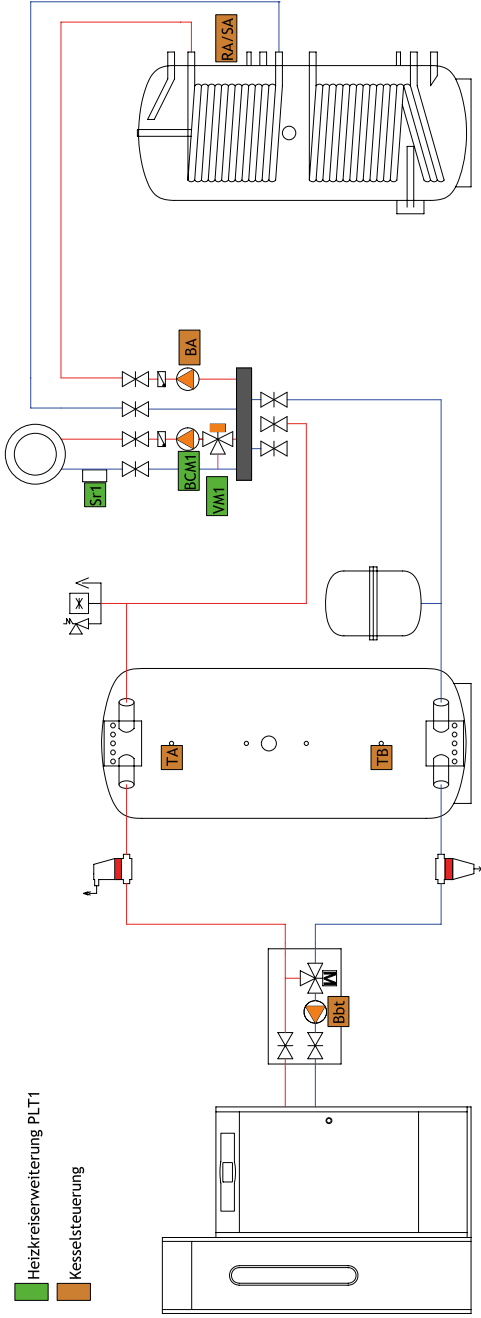 Heizkreiserweiterung PLT1
Kesselsteuerung
Bbt
M
TA
TB
Sr1
BCM1
VM1
BA
RA/SA